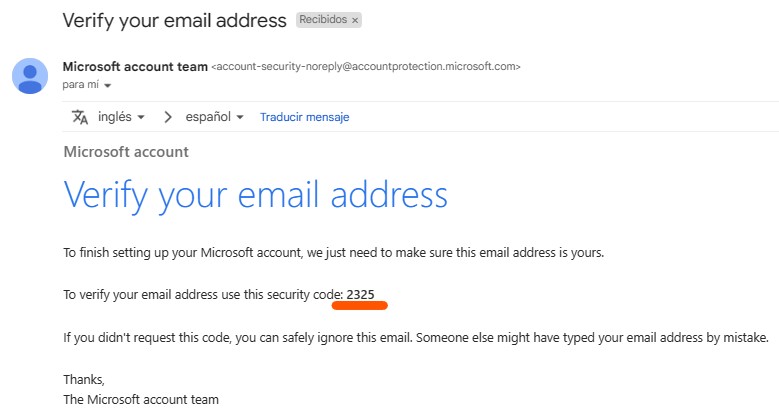 Verify your email address Recibidos ×
Microsoft account team <account-security-noreply@accountprotection.microsoft.com>
para mí
inglés > español Traducir mensaje
Microsoft account
Verify your email address
To finish setting up your Microsoft account, we just need to make sure this email address is yours.
To verify your email address use this security code: 2325
If you didn't request this code, you can safely ignore this email. Someone else might have typed your email address by mistake.
Thanks,
The Microsoft account team